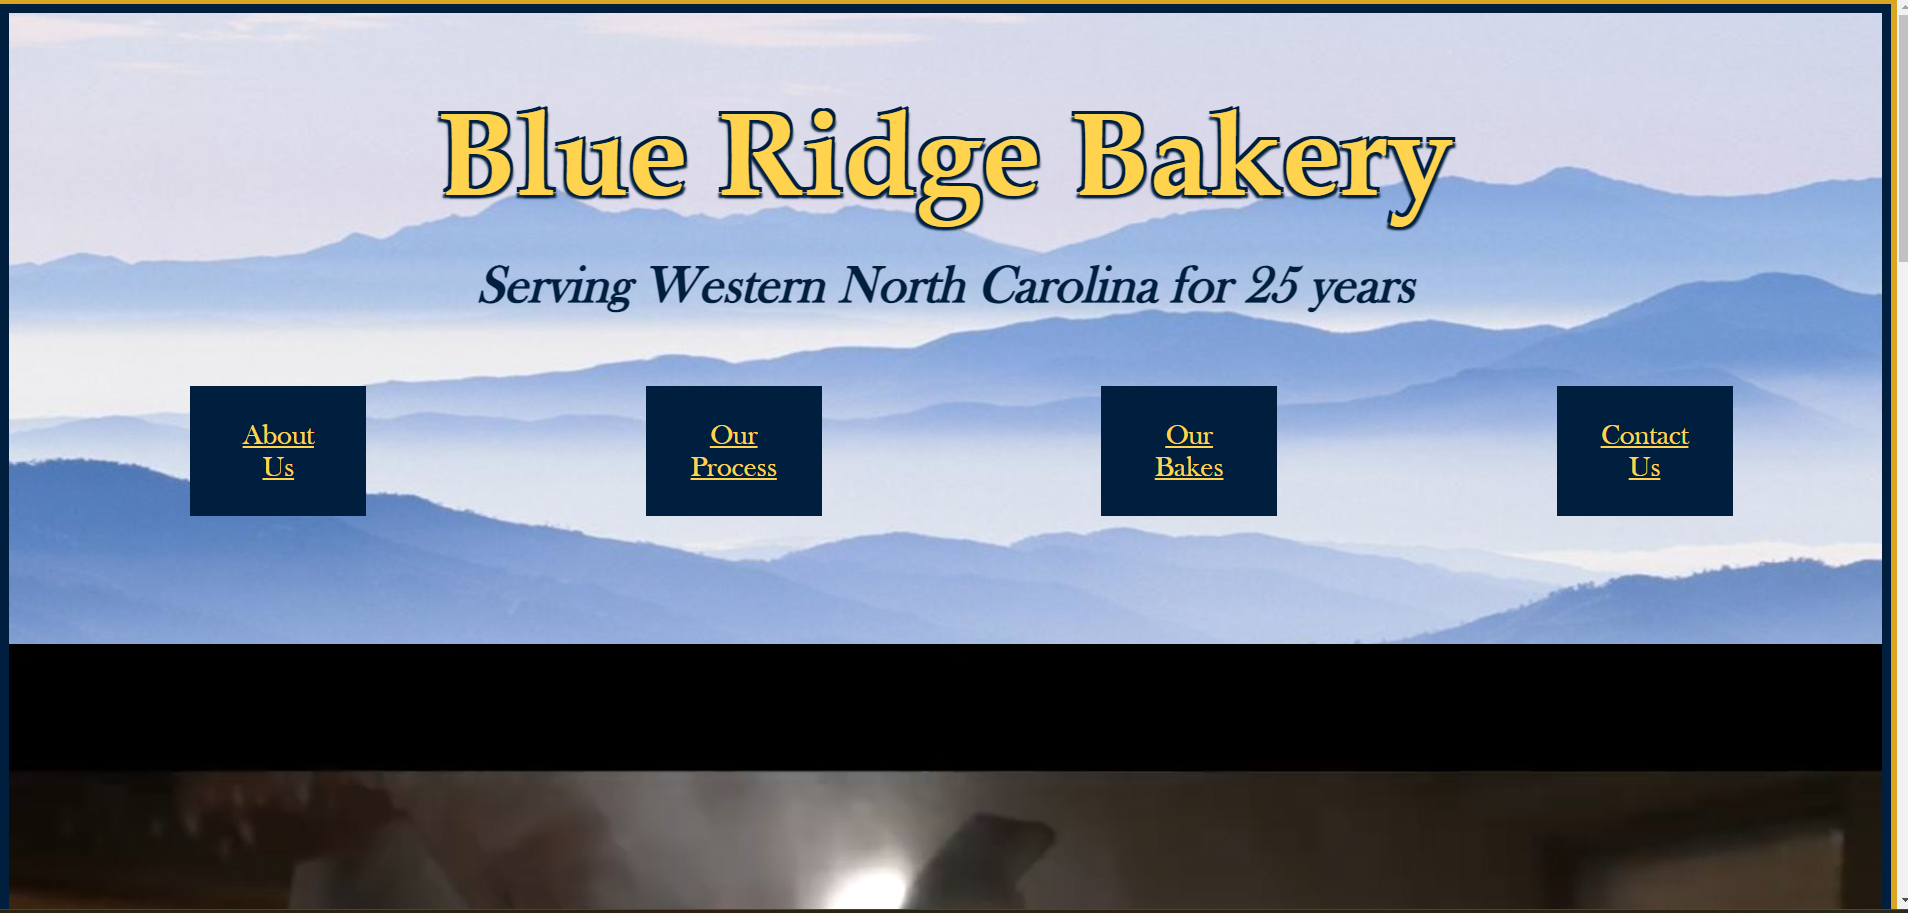 Blue Ridge Bakery
Serving Western North Carolina for 25 years
About
Us
Our
Process
Our
Bakes
Contact
Us